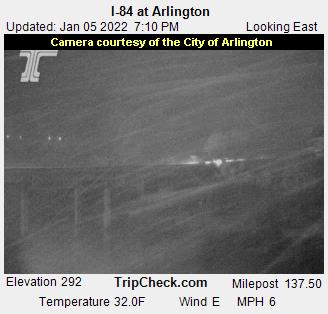 I-84 at Arlington
Updated: Jan 05 2022 7:10 PM Looking East
Camera courtesy of the City of Arlington
Elevation 292 TripCheck.com Milepost 137.50
Temperature 32.0F Wind E MPH 6